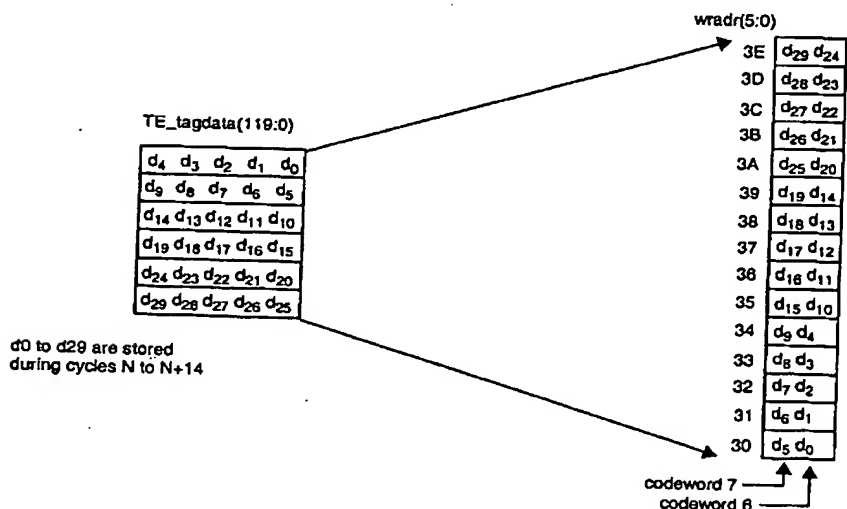 wradr(5:0)
TE_tagdata(119:0)
d4 d3 d2 d1 d0
d9 d8 d7 d6 d5
d14 d13 d12 d11 d10
d19 d18 d17 d16 d15
d24 d23 d22 d21 d20
d29 d28 d27 d26 d25
d0 to d29 are stored
during cycles N to N+14
3E d29 d24
3D d28 d23
3C d27 d22
3B d26 d21
3A d25 d20
39 d19 d14
38 d18 d13
37 d17 d12
36 d16 d11
35 d15 d10
34 d9 d4
33 d8 d3
32 d7 d2
31 d6 d1
30 d5 d0
codeword 7
codeword 6